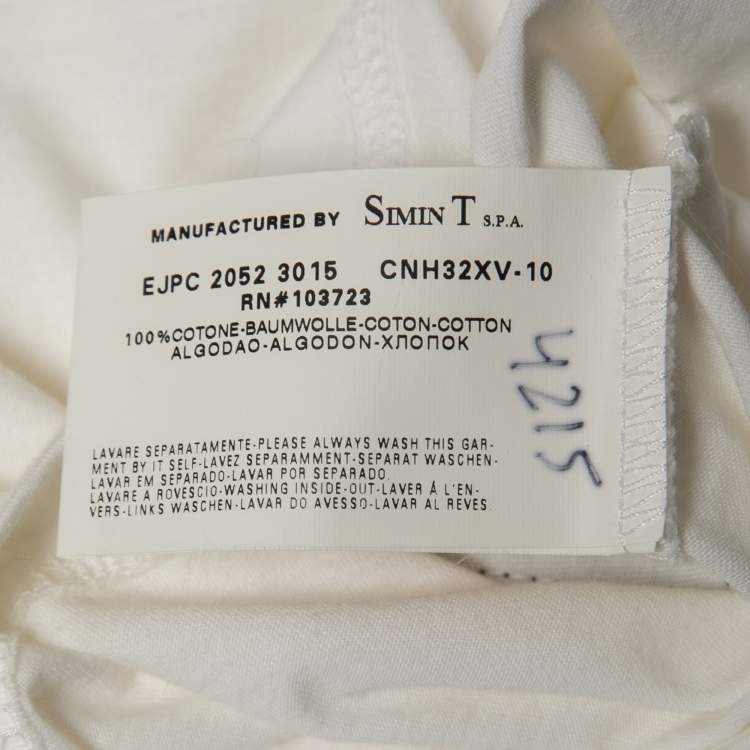 MANUFACTURED BY SIMIN T S.P.A.
EJPC 2052 3015 CNH32XV-10
RN#103723
100%COTONE-BAUMWOLLE-COTON-COTTON
ALGODAO-ALGODON-ХЛОПОК
4215
LAVARE SEPARATAMENTE-PLEASE ALWAYS WASH THIS GAR-
MENT BY IT SELF-LAVEZ SEPARAMMENT-SEPARAT WASCHEN-
LAVAR EM SEPARADO-LAVAR POR SEPARADO.
LAVARE A ROVESCIO-WASHING INSIDE-OUT-LAVER Á L'EN-
VERS-LINKS WASCHEN-LAVAR DO AVESSO-LAVAR AL REVES